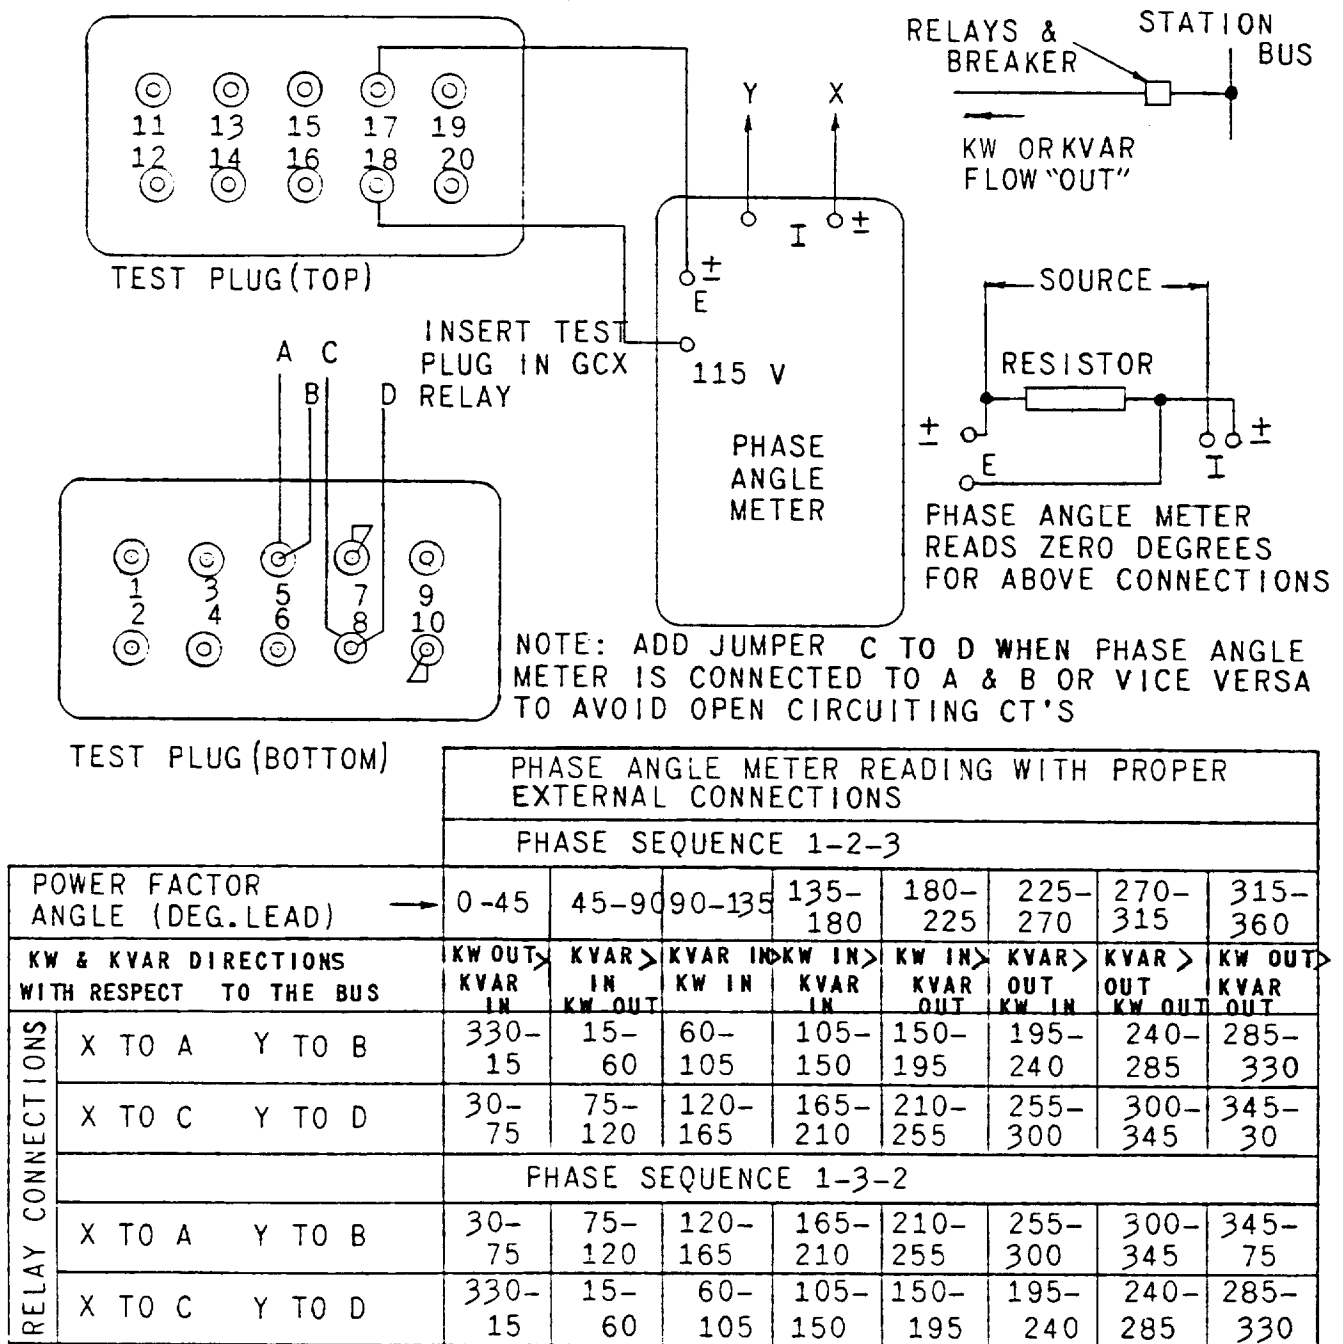 RELAYS &
BREAKER
STATION
BUS
KW OR KVAR
FLOW "OUT"
11 13 15 17 19
12 14 16 18 20
TEST PLUG (TOP)
Y X
I ±
±
E
115 V
PHASE
ANGLE
METER
INSERT TEST
PLUG IN GCX
RELAY
SOURCE
RESISTOR
± E
I ±
PHASE ANGLE METER
READS ZERO DEGREES
FOR ABOVE CONNECTIONS
A C
B D
1 3 5 7 9
2 4 6 8 10
TEST PLUG (BOTTOM)
NOTE: ADD JUMPER C TO D WHEN PHASE ANGLE
METER IS CONNECTED TO A & B OR VICE VERSA
TO AVOID OPEN CIRCUITING CT'S
PHASE ANGLE METER READING WITH PROPER
EXTERNAL CONNECTIONS
PHASE SEQUENCE 1-2-3
POWER FACTOR
ANGLE (DEG.LEAD)
0-45 45-90 90-135 135-180 180-225 225-270 270-315 315-360
KW & KVAR DIRECTIONS
WITH RESPECT TO THE BUS
KW OUT> KVAR IN
KVAR> IN KW OUT
KVAR IN> KW IN
KW IN> KVAR IN
KW IN> KVAR OUT
KVAR> OUT KW IN
KVAR > OUT KW OUT
KW OUT> KVAR OUT
RELAY CONNECTIONS
X TO A Y TO B 330-15 15-60 60-105 105-150 150-195 195-240 240-285 285-330
X TO C Y TO D 30-75 75-120 120-165 165-210 210-255 255-300 300-345 345-30
PHASE SEQUENCE 1-3-2
X TO A Y TO B 30-75 75-120 120-165 165-210 210-255 255-300 300-345 345-75
X TO C Y TO D 330-15 15-60 60-105 105-150 150-195 195-240 240-285 285-330